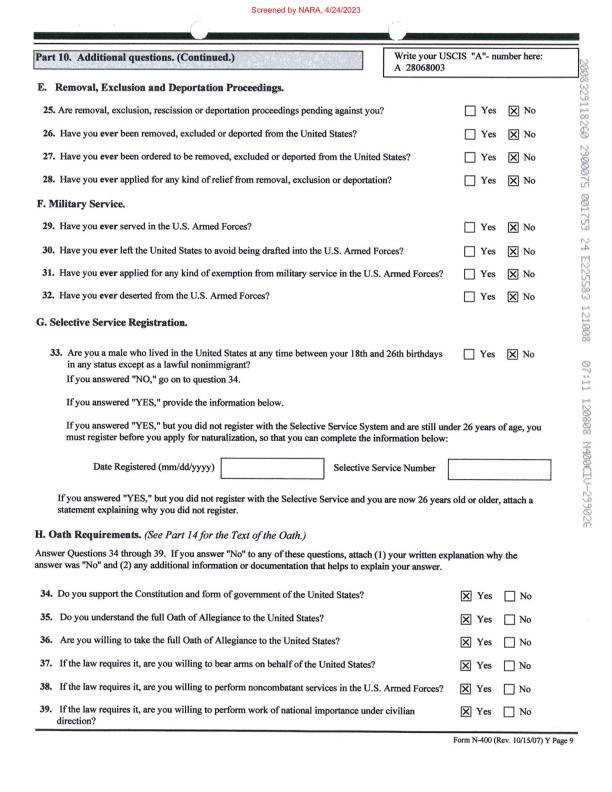 Screened by NARA, 4/24/2023
Part 10. Additional questions. (Continued.)
Write your USCIS "A"- number here:
A 28068003
E. Removal, Exclusion and Deportation Proceedings.
25. Are removal, exclusion, rescission or deportation proceedings pending against you? ☐ Yes ☒ No
26. Have you ever been removed, excluded or deported from the United States? ☐ Yes ☒ No
27. Have you ever been ordered to be removed, excluded or deported from the United States? ☐ Yes ☒ No
28. Have you ever applied for any kind of relief from removal, exclusion or deportation? ☐ Yes ☒ No
F. Military Service.
29. Have you ever served in the U.S. Armed Forces? ☐ Yes ☒ No
30. Have you ever left the United States to avoid being drafted into the U.S. Armed Forces? ☐ Yes ☒ No
31. Have you ever applied for any kind of exemption from military service in the U.S. Armed Forces? ☐ Yes ☒ No
32. Have you ever deserted from the U.S. Armed Forces? ☐ Yes ☒ No
G. Selective Service Registration.
33. Are you a male who lived in the United States at any time between your 18th and 26th birthdays ☐ Yes ☒ No
in any status except as a lawful nonimmigrant?
If you answered "NO," go on to question 34.
If you answered "YES," provide the information below.
If you answered "YES," but you did not register with the Selective Service System and are still under 26 years of age, you
must register before you apply for naturalization, so that you can complete the information below:
Date Registered (mm/dd/yyyy) Selective Service Number
If you answered "YES," but you did not register with the Selective Service and you are now 26 years old or older, attach a
statement explaining why you did not register.
H. Oath Requirements. (See Part 14 for the Text of the Oath.)
Answer Questions 34 through 39. If you answer "No" to any of these questions, attach (1) your written explanation why the
answer was "No" and (2) any additional information or documentation that helps to explain your answer.
34. Do you support the Constitution and form of government of the United States? ☒ Yes ☐ No
35. Do you understand the full Oath of Allegiance to the United States? ☒ Yes ☐ No
36. Are you willing to take the full Oath of Allegiance to the United States? ☒ Yes ☐ No
37. If the law requires it, are you willing to bear arms on behalf of the United States? ☒ Yes ☐ No
38. If the law requires it, are you willing to perform noncombatant services in the U.S. Armed Forces? ☒ Yes ☐ No
39. If the law requires it, are you willing to perform work of national importance under civilian ☒ Yes ☐ No
direction?
Form N-400 (Rev. 10/15/07) Y Page 9
2008329118260 2900075 001759 24 E225583 121008 07:11 120808 N400CIV-299026